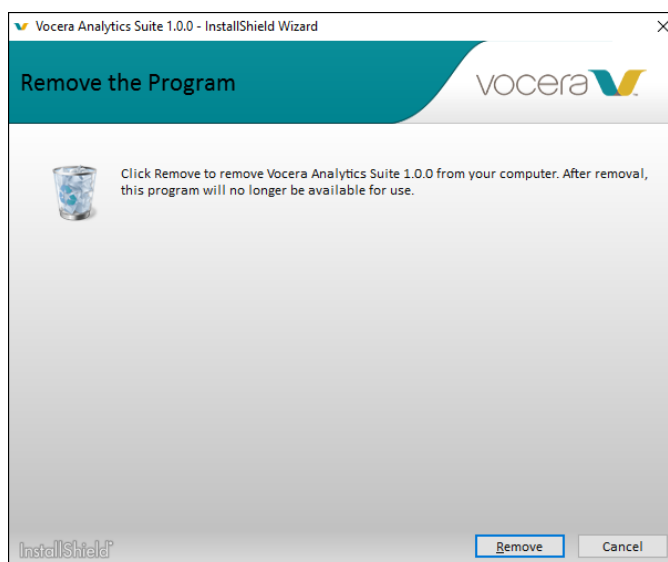 Vocera Analytics Suite 1.0.0 - InstallShield Wizard
Remove the Program
vocera
Click Remove to remove Vocera Analytics Suite 1.0.0 from your computer. After removal,
this program will no longer be available for use.
InstallShield
Remove
Cancel